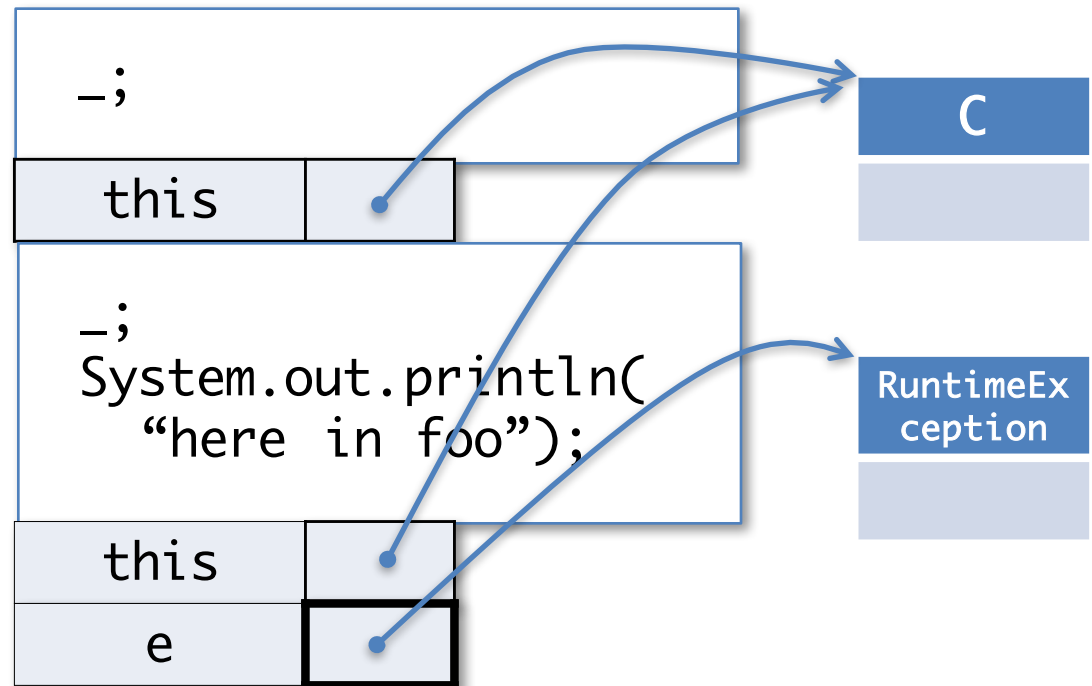 _;
this
_;
System.out.println(
“here in foo”);
this
e
C
RuntimeEx
ception